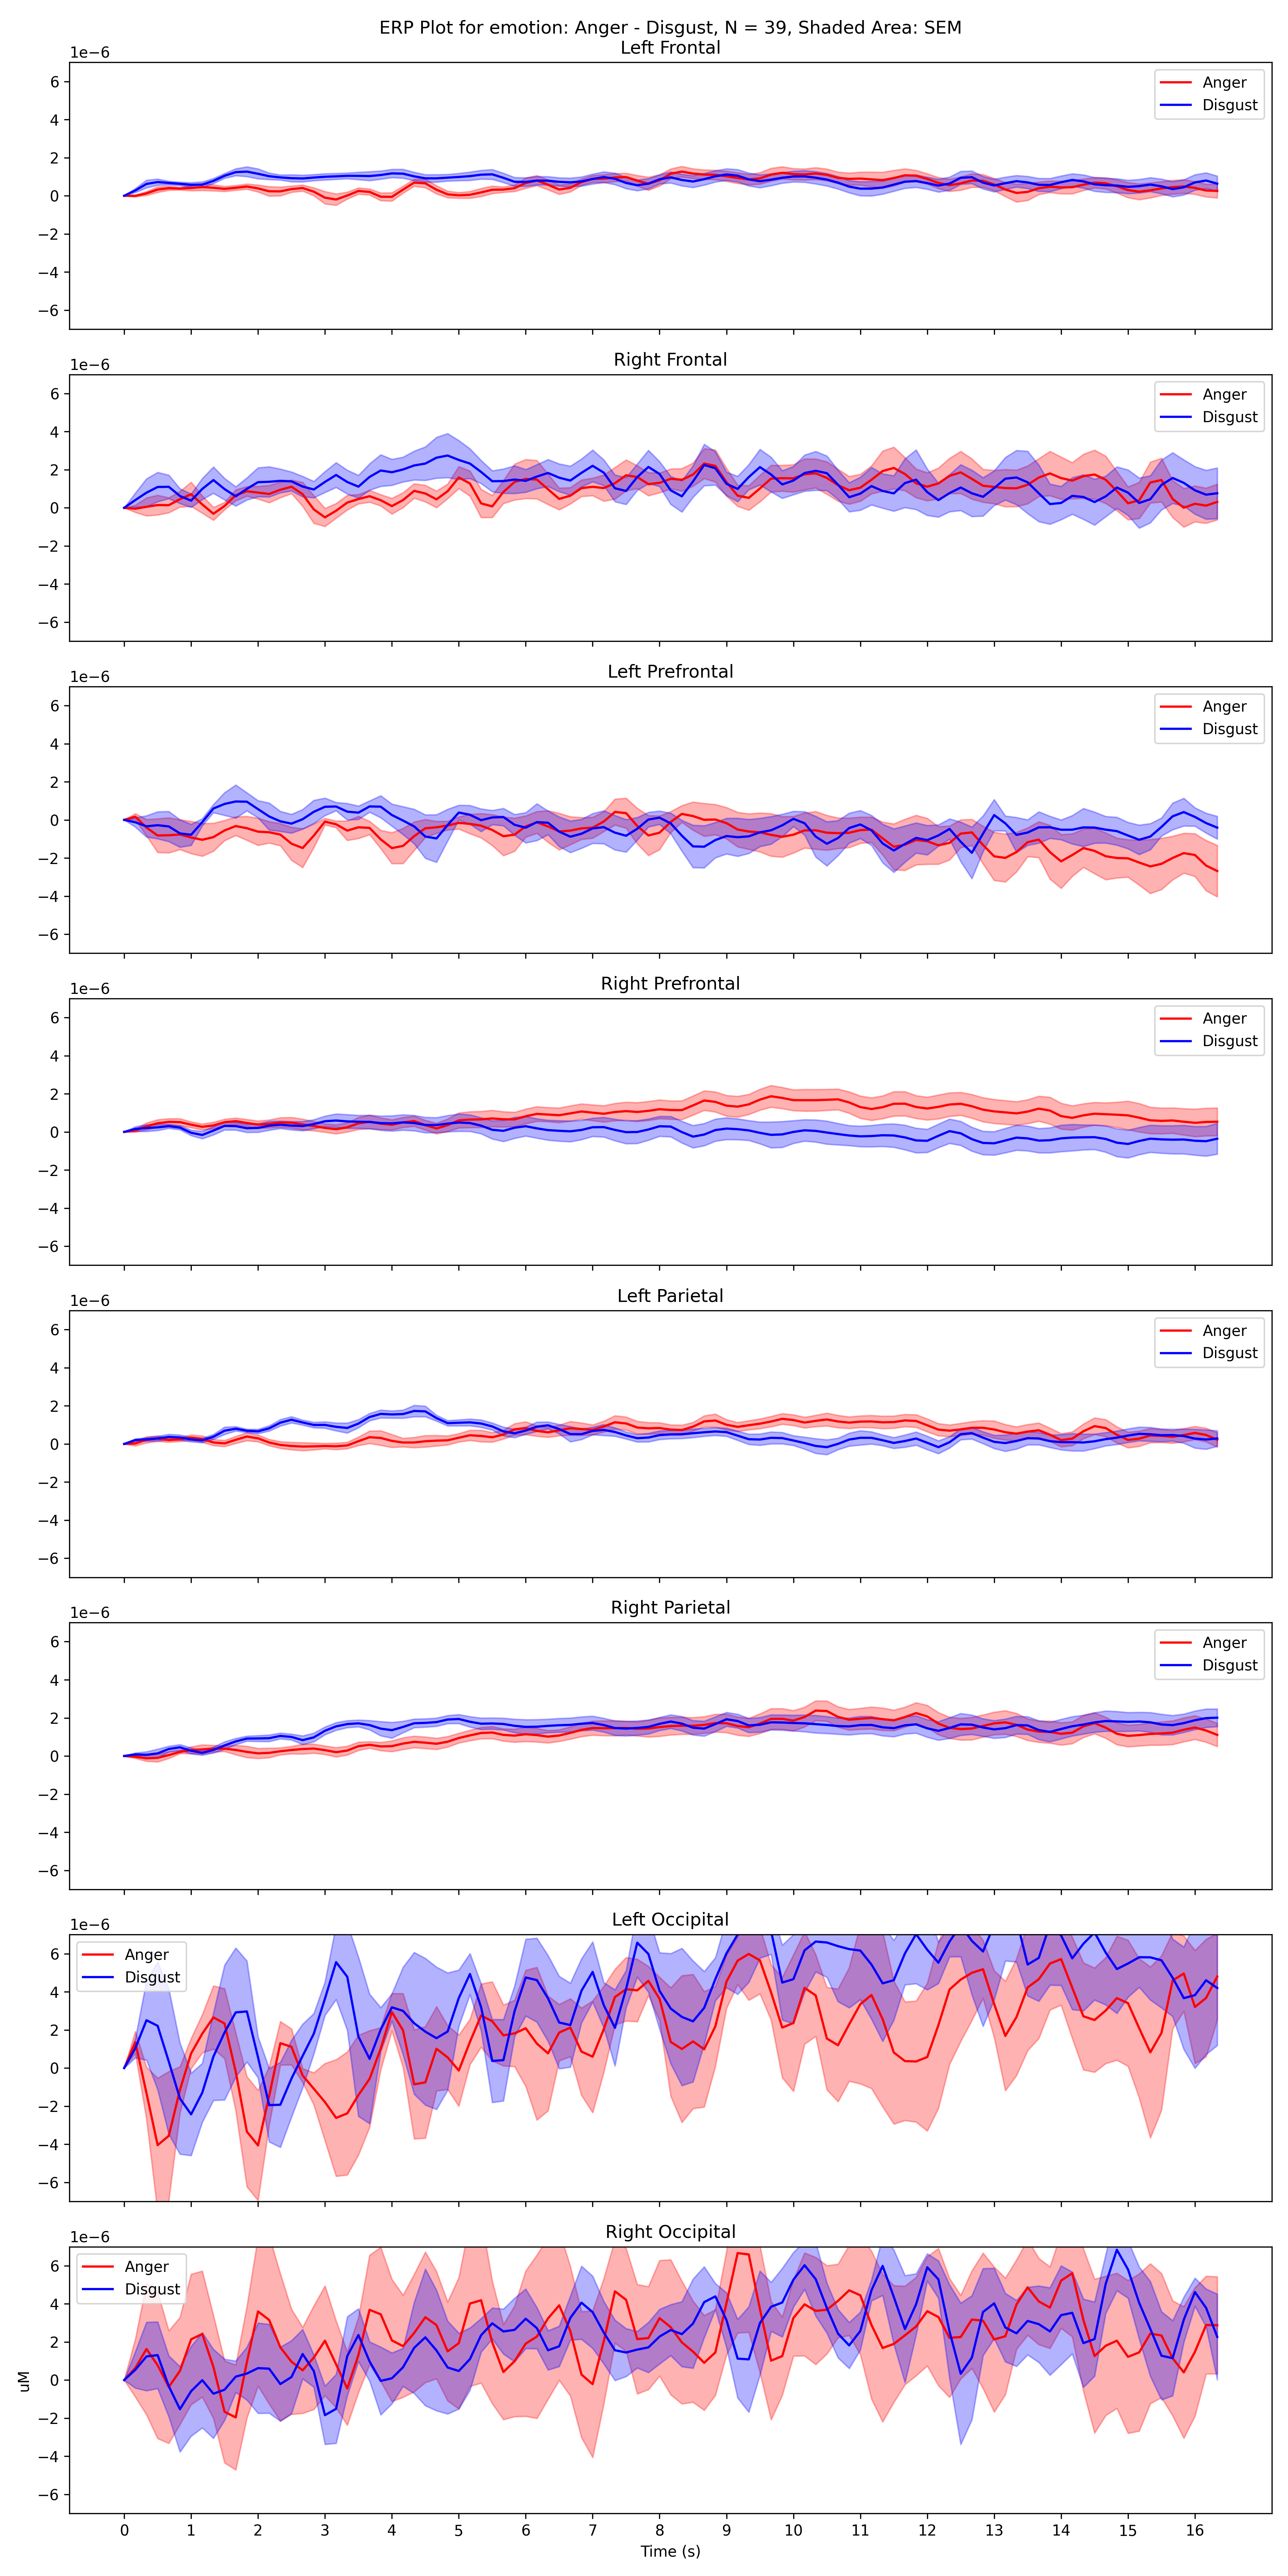 ERP Plot for emotion: Anger - Disgust, N = 39, Shaded Area: SEM
Left Frontal
1e−6
6
4
2
0
−2
−4
−6
Anger
Disgust
Right Frontal
1e−6
6
4
2
0
−2
−4
−6
Anger
Disgust
Left Prefrontal
1e−6
6
4
2
0
−2
−4
−6
Anger
Disgust
Right Prefrontal
1e−6
6
4
2
0
−2
−4
−6
Anger
Disgust
Left Parietal
1e−6
6
4
2
0
−2
−4
−6
Anger
Disgust
Right Parietal
1e−6
6
4
2
0
−2
−4
−6
Anger
Disgust
Left Occipital
1e−6
6
4
2
0
−2
−4
−6
Anger
Disgust
Right Occipital
1e−6
6
4
2
0
−2
−4
−6
Anger
Disgust
uM
0 1 2 3 4 5 6 7 8 9 10 11 12 13 14 15 16
Time (s)